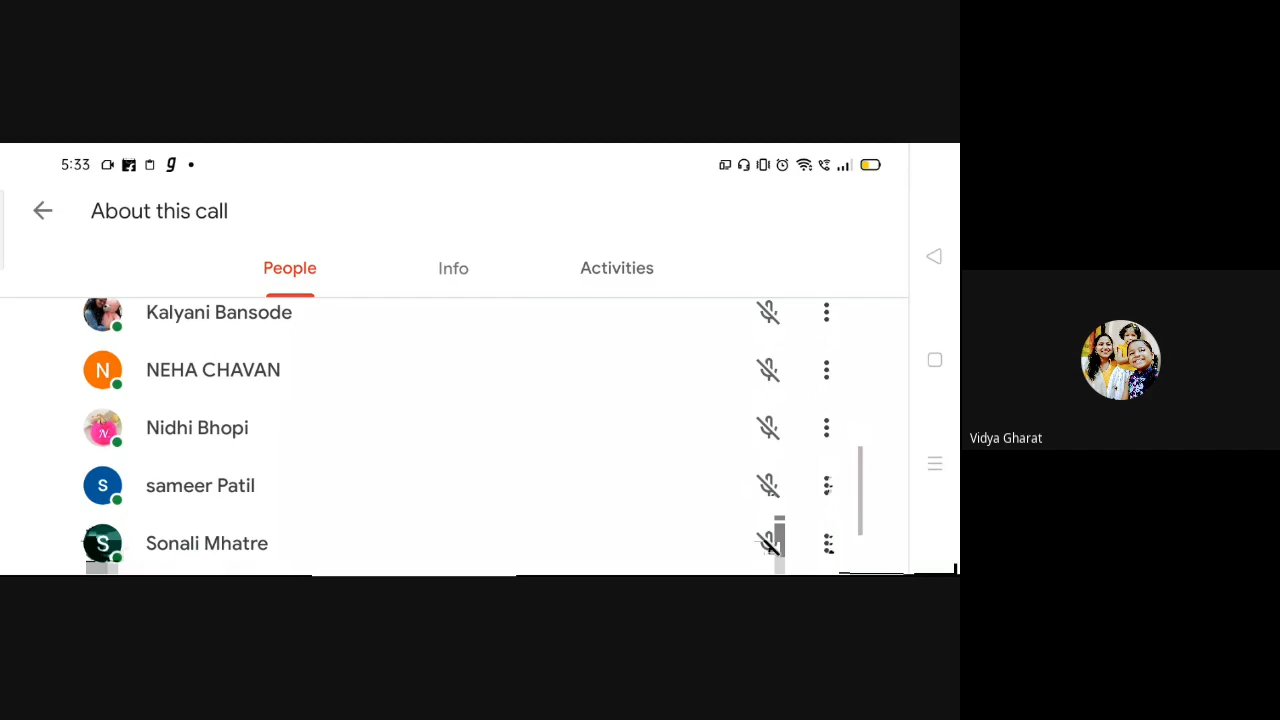 5:33
About this call
People Info Activities
Kalyani Bansode
N NEHA CHAVAN
N Nidhi Bhopi
s sameer Patil
S Sonali Mhatre
Vidya Gharat